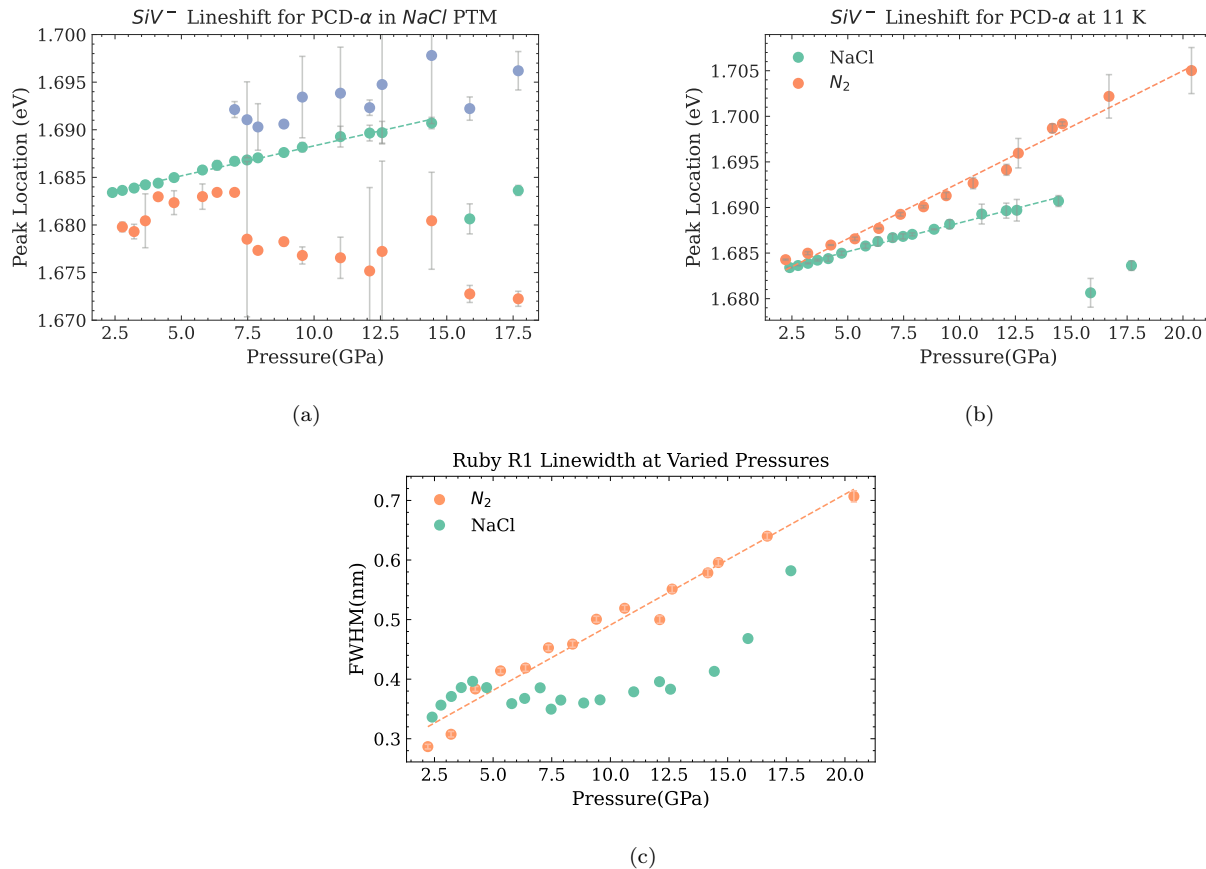 SiV⁻ Lineshift for PCD-α in NaCl PTM
1.700
1.695
1.690
1.685
1.680
1.675
1.670
Peak Location (eV)
2.5 5.0 7.5 10.0 12.5 15.0 17.5
Pressure(GPa)
(a)
SiV⁻ Lineshift for PCD-α at 11 K
NaCl
N₂
1.705
1.700
1.695
1.690
1.685
1.680
Peak Location (eV)
2.5 5.0 7.5 10.0 12.5 15.0 17.5 20.0
Pressure(GPa)
(b)
Ruby R1 Linewidth at Varied Pressures
N₂
NaCl
0.7
0.6
0.5
0.4
0.3
FWHM(nm)
2.5 5.0 7.5 10.0 12.5 15.0 17.5 20.0
Pressure(GPa)
(c)